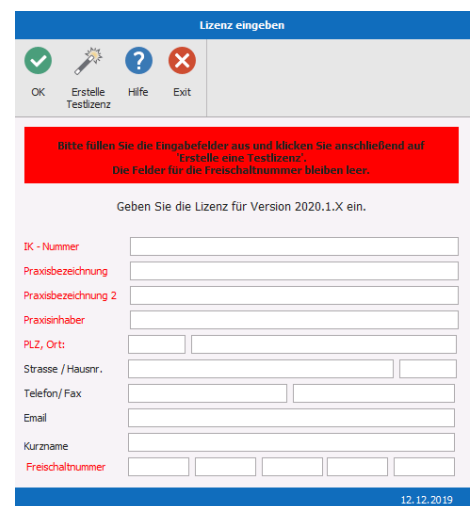 Lizenz eingeben
OK
Erstelle
Testlizenz
Hilfe
Exit
Bitte füllen Sie die Eingabefelder aus und klicken Sie anschließend auf
'Erstelle eine Testlizenz'.
Die Felder für die Freischaltnummer bleiben leer.
Geben Sie die Lizenz für Version 2020.1.X ein.
IK - Nummer
Praxisbezeichnung
Praxisbezeichnung 2
Praxisinhaber
PLZ, Ort:
Strasse / Hausnr.
Telefon/ Fax
Email
Kurzname
Freischaltnummer
12.12.2019